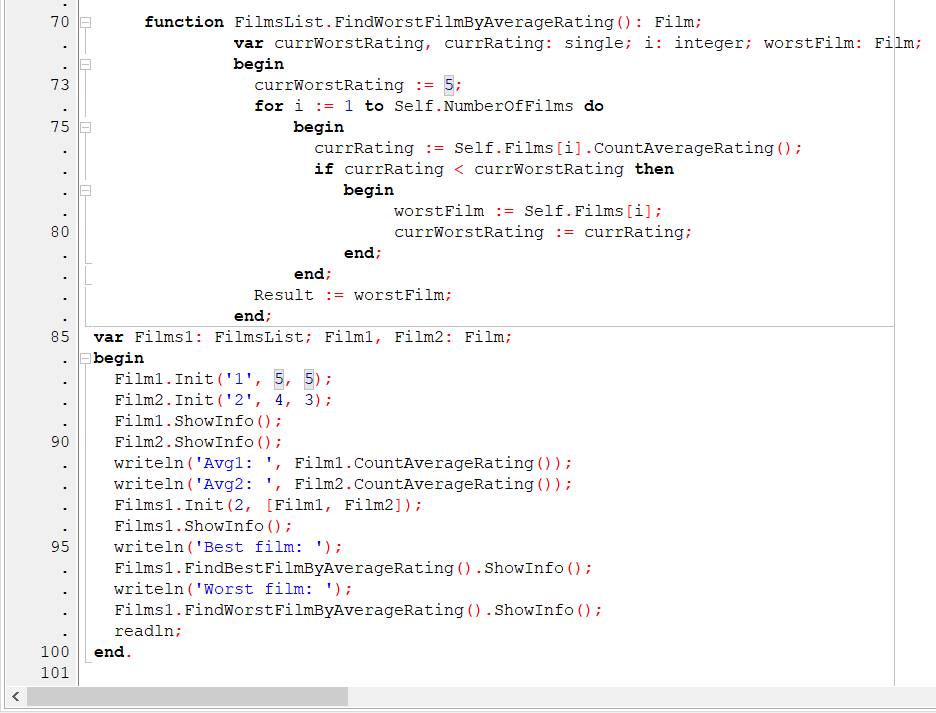 70 function FilmsList.FindWorstFilmByAverageRating(): Film;
. var currWorstRating, currRating: single; i: integer; worstFilm: Film;
. begin
73 currWorstRating := 5;
. for i := 1 to Self.NumberOfFilms do
75 begin
. currRating := Self.Films[i].CountAverageRating();
. if currRating < currWorstRating then
. begin
. worstFilm := Self.Films[i];
80 currWorstRating := currRating;
. end;
. end;
. Result := worstFilm;
. end;
85 var Films1: FilmsList; Film1, Film2: Film;
. begin
. Film1.Init('1', 5, 5);
. Film2.Init('2', 4, 3);
. Film1.ShowInfo();
90 Film2.ShowInfo();
. writeln('Avg1: ', Film1.CountAverageRating());
. writeln('Avg2: ', Film2.CountAverageRating());
. Films1.Init(2, [Film1, Film2]);
. Films1.ShowInfo();
95 writeln('Best film: ');
. Films1.FindBestFilmByAverageRating().ShowInfo();
. writeln('Worst film: ');
. Films1.FindWorstFilmByAverageRating().ShowInfo();
. readln;
100 end.
101